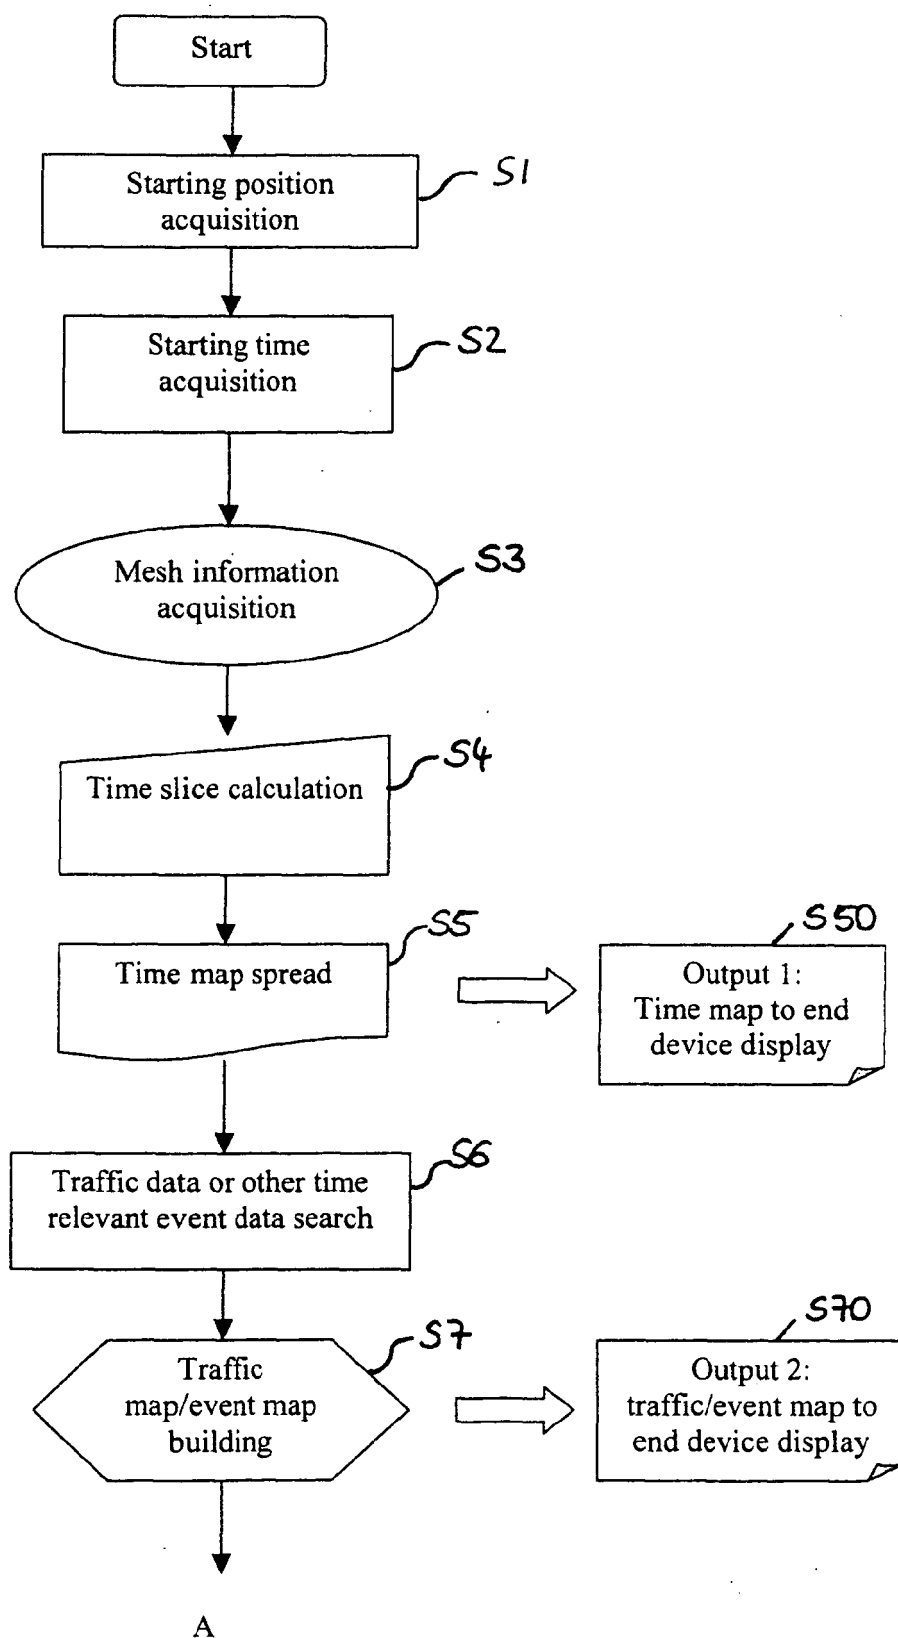 Start
Starting position
acquisition
S1
Starting time
acquisition
S2
Mesh information
acquisition
S3
Time slice calculation
S4
Time map spread
S5
S50
Output 1:
Time map to end
device display
Traffic data or other time
relevant event data search
S6
Traffic
map/event map
building
S7
S70
Output 2:
traffic/event map to
end device display
A